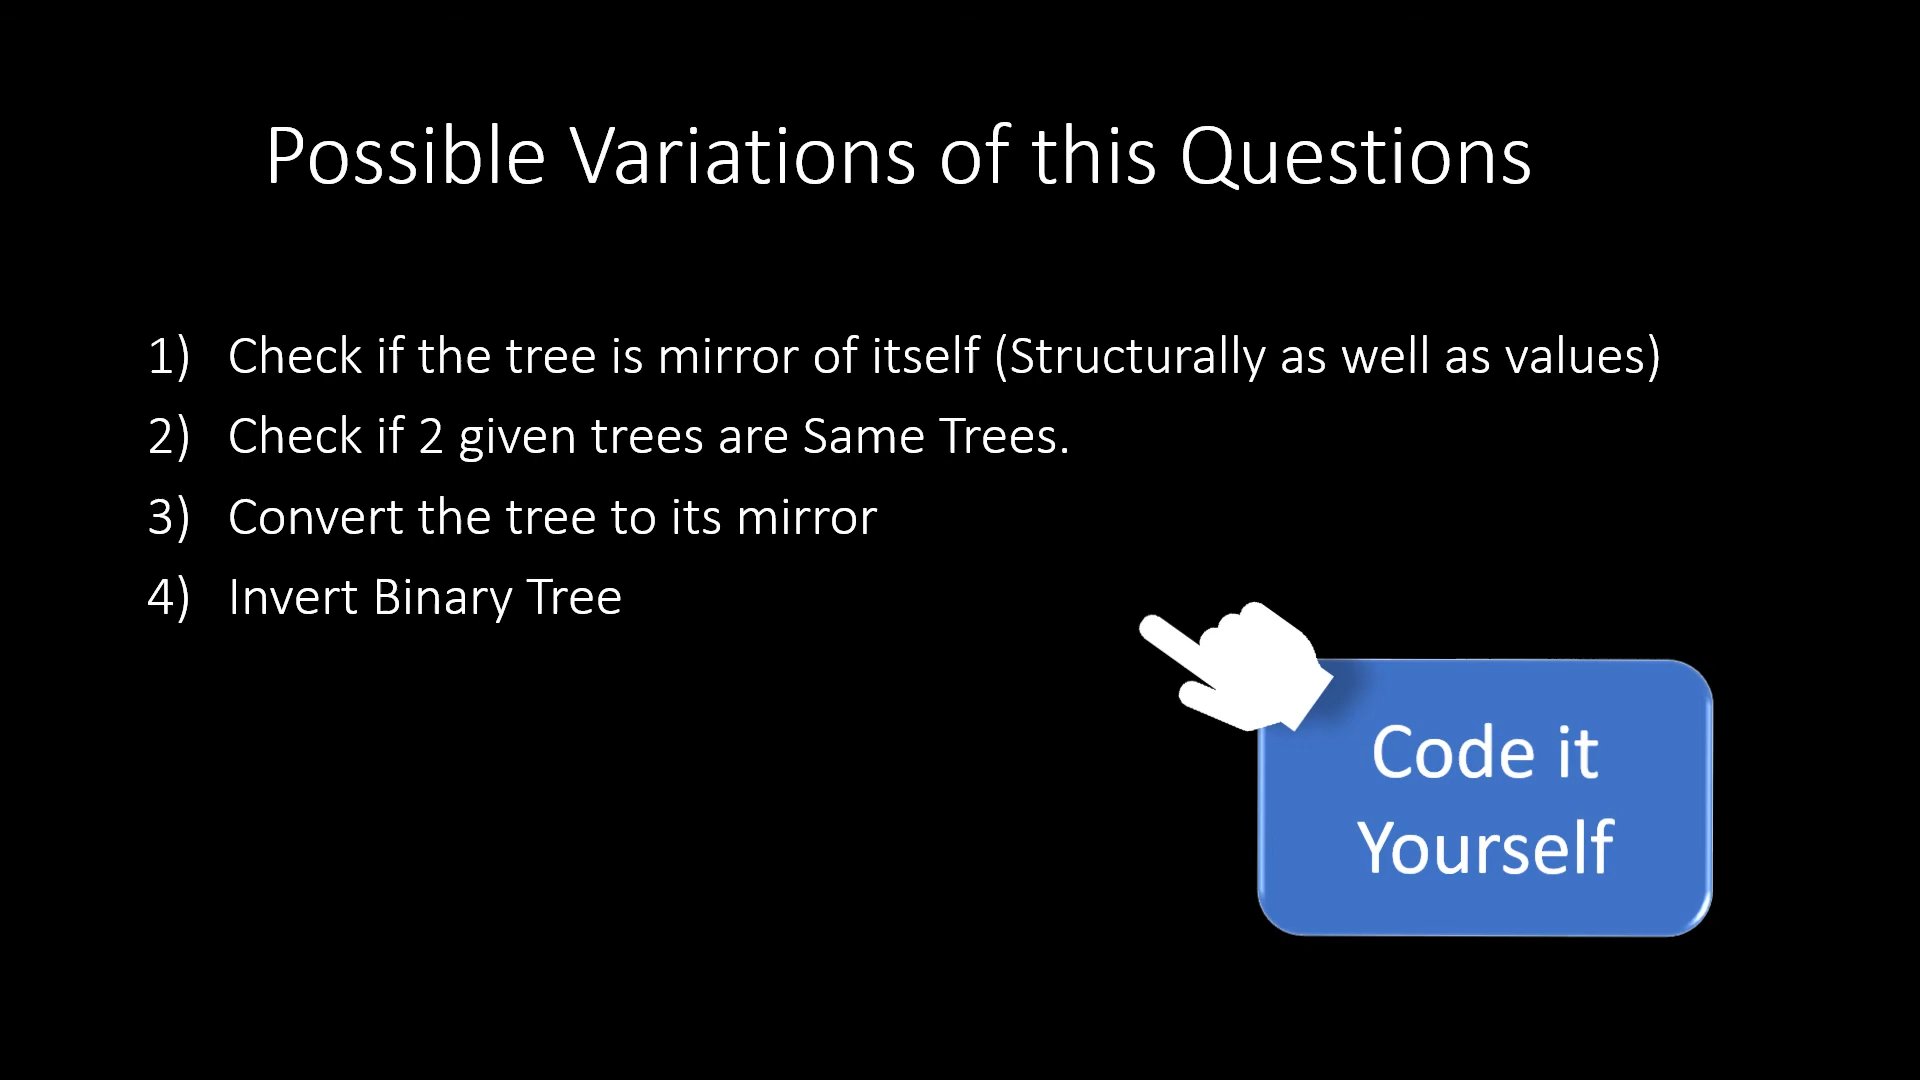 Possible Variations of this Questions
1) Check if the tree is mirror of itself (Structurally as well as values)
2) Check if 2 given trees are Same Trees.
3) Convert the tree to its mirror
4) Invert Binary Tree
Code it
Yourself